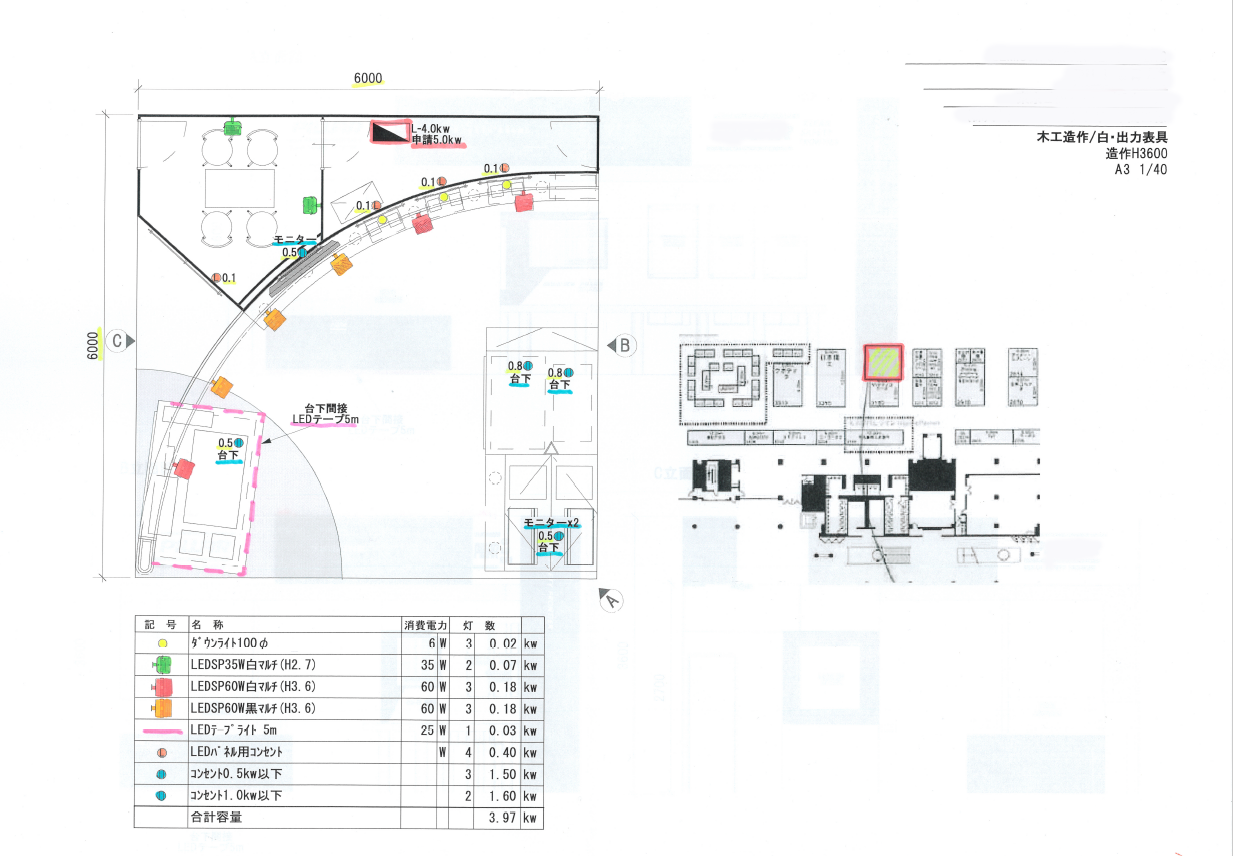 6000
木工造作/白・出力表具
造作H3600
A3 1/40
L-4.0kw
申請5.0kw
0.1 L
0.1 L
0.1 L
モニター
0.5
L 0.1
6000
C
B
0.8
台下
0.8
台下
台下間接
LEDテープ5m
0.5
台下
モニターx2
0.5
台下
A
記 号 名 称 消費電力 灯 数
ﾀﾞｳﾝﾗｲﾄ100φ 6 W 3 0.02 kw
LEDSP35W白ﾏﾙﾁ(H2.7) 35 W 2 0.07 kw
LEDSP60W白ﾏﾙﾁ(H3.6) 60 W 3 0.18 kw
LEDSP60W黒ﾏﾙﾁ(H3.6) 60 W 3 0.18 kw
LEDﾃｰﾌﾟﾗｲﾄ 5m 25 W 1 0.03 kw
L LEDﾊﾟﾈﾙ用ｺﾝｾﾝﾄ W 4 0.40 kw
ｺﾝｾﾝﾄ0.5kw以下 3 1.50 kw
ｺﾝｾﾝﾄ1.0kw以下 2 1.60 kw
合計容量 3.97 kw